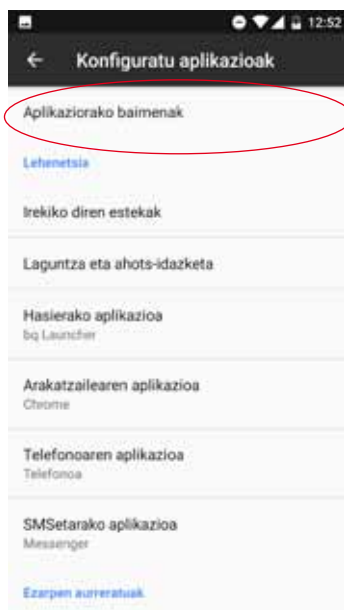 12:52
Konfiguratu aplikazioak
Aplikaziorako baimenak
Lehenetsia
Irekiko diren estekak
Laguntza eta ahots-idazketa
Hasierako aplikazioa
bq Launcher
Arakatzailearen aplikazioa
Chrome
Telefonoaren aplikazioa
Telefonoa
SMSetarako aplikazioa
Messenger
Ezarpen aurreratuak